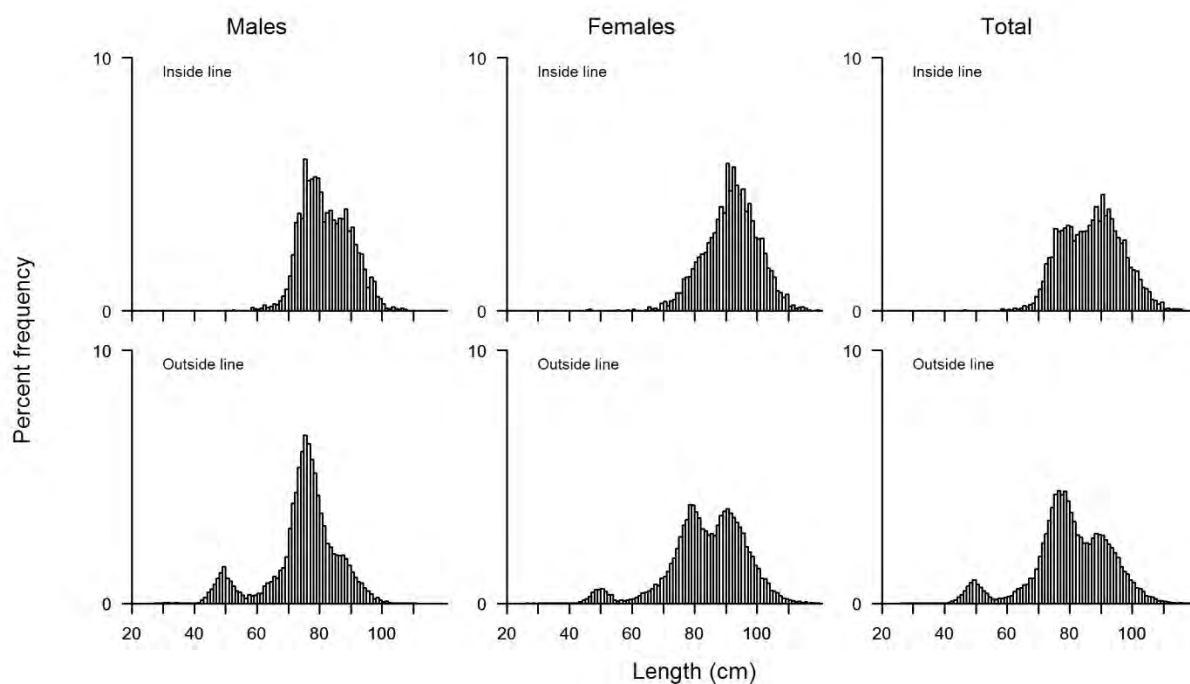 Males Females Total
10 10 10
Inside line Inside line Inside line
0 0 0
Percent frequency
10 10 10
Outside line Outside line Outside line
0 0 0
20 40 60 80 100 20 40 60 80 100 20 40 60 80 100
Length (cm)